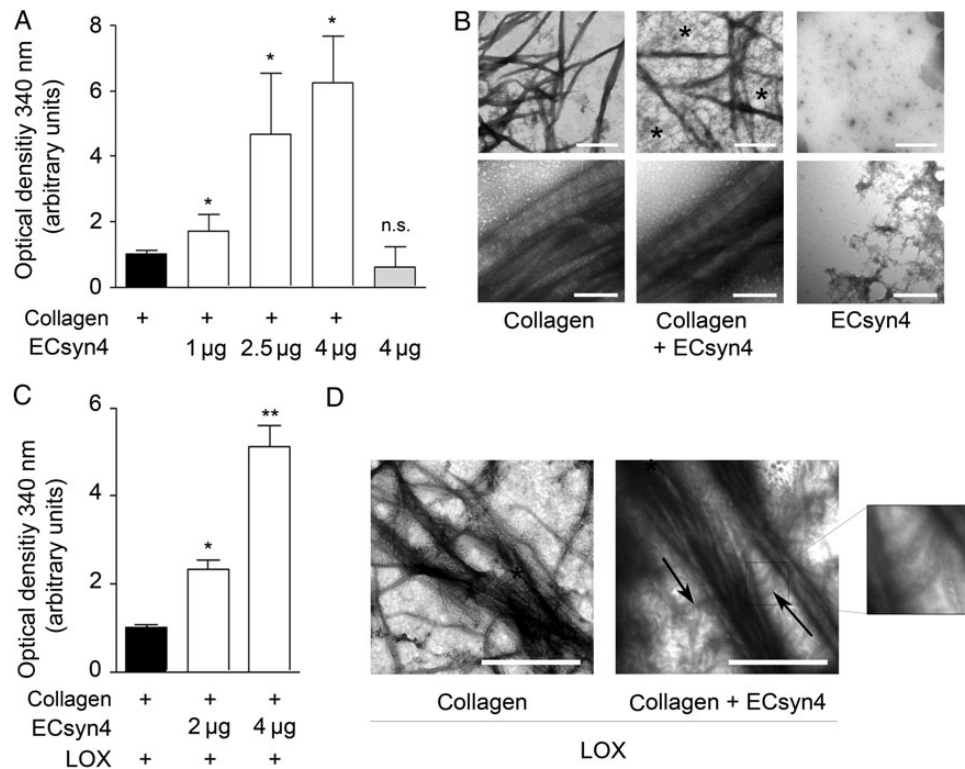 A
Optical densitiy 340 nm
(arbitrary units)
8
6
4
2
0
*
*
*
n.s.
Collagen + + + +
ECsyn4 1 µg 2.5 µg 4 µg 4 µg
B
*
*
*
Collagen
Collagen
+ ECsyn4
ECsyn4
C
Optical densitiy 340 nm
(arbitrary units)
6
4
2
0
*
**
Collagen + + +
ECsyn4 2 µg 4 µg
LOX + + +
D
*
*
Collagen
Collagen + ECsyn4
LOX